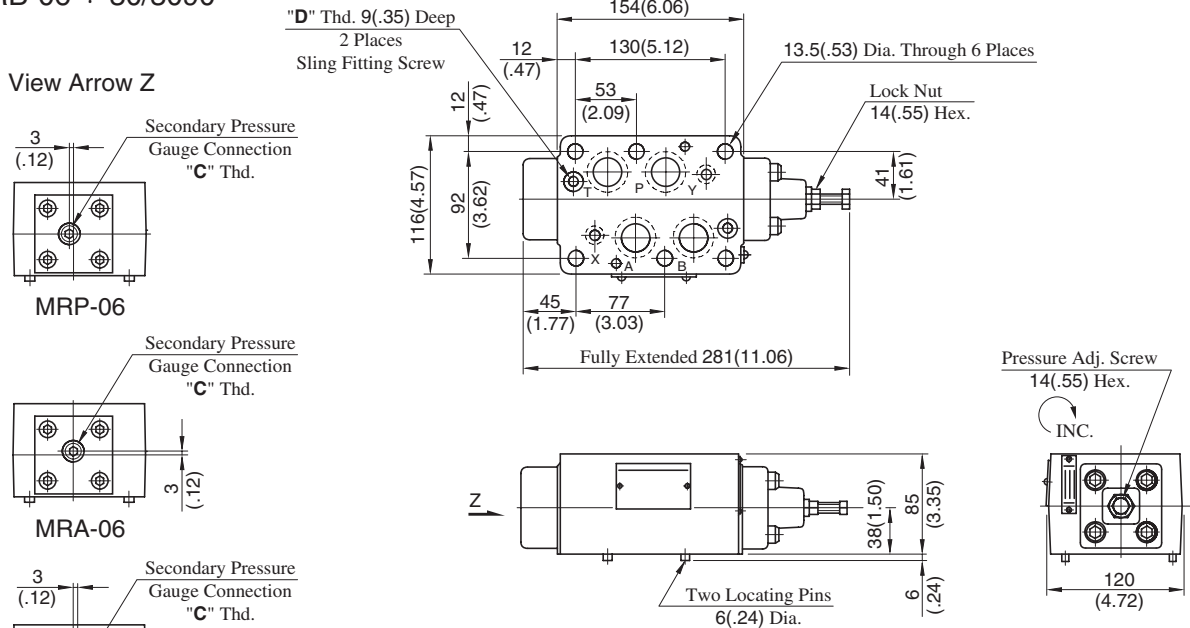 View Arrow Z
3
(.12)
Secondary Pressure
Gauge Connection
"C" Thd.
MRP-06
Secondary Pressure
Gauge Connection
"C" Thd.
3
(.12)
MRA-06
3
(.12)
Secondary Pressure
Gauge Connection
"C" Thd.
"D" Thd. 9(.35) Deep
2 Places
Sling Fitting Screw
154(6.06)
12
(.47)
130(5.12)
13.5(.53) Dia. Through 6 Places
53
(2.09)
Lock Nut
14(.55) Hex.
12
(.47)
116(4.57)
92
(3.62)
41
(1.61)
T
P
Y
X
A
B
45
(1.77)
77
(3.03)
Fully Extended 281(11.06)
Z
38(1.50)
85
(3.35)
6
(.24)
Two Locating Pins
6(.24) Dia.
Pressure Adj. Screw
14(.55) Hex.
INC.
120
(4.72)